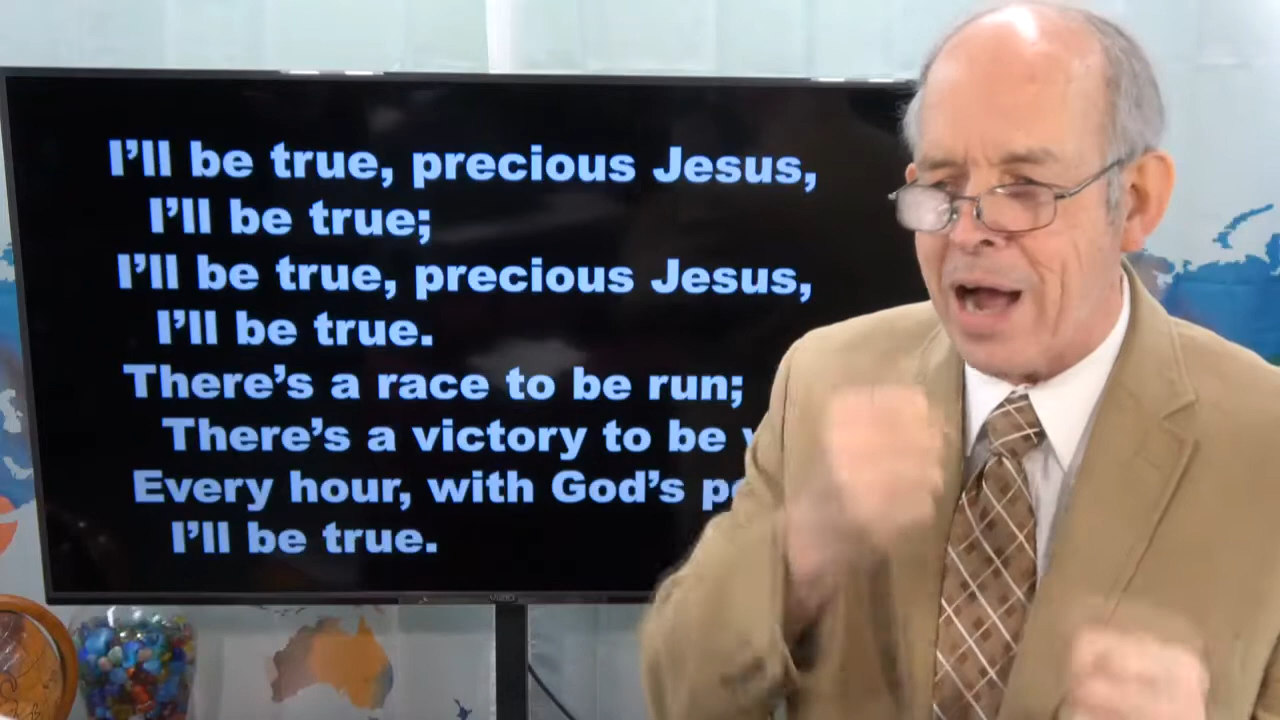 I'll be true, precious Jesus,
I'll be true;
I'll be true, precious Jesus,
I'll be true.
There's a race to be run;
There's a victory to be
Every hour, with God's
I'll be true.
VIZIO